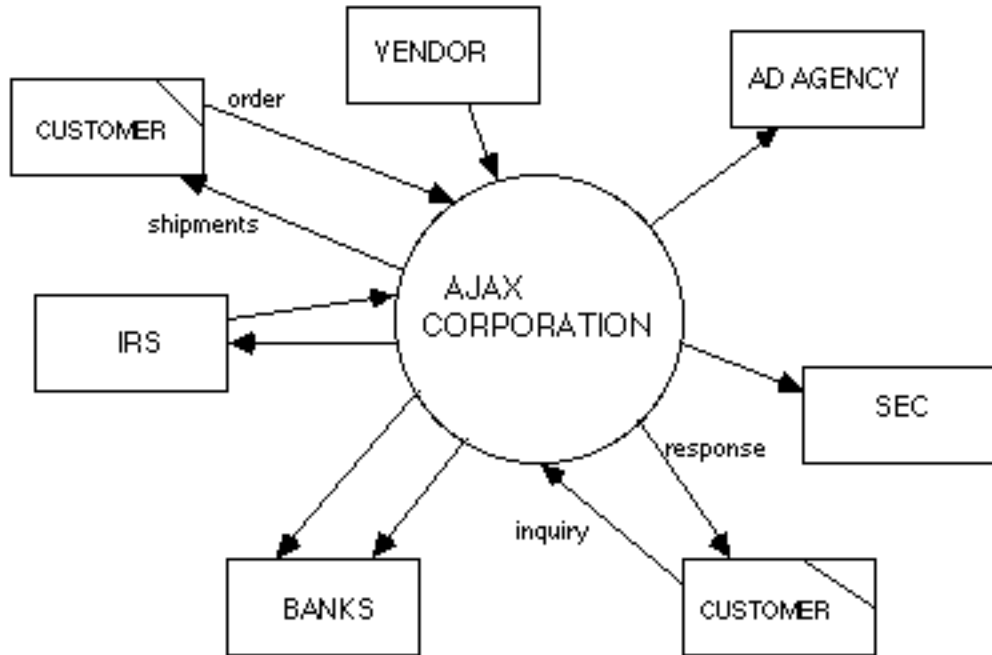 VENDOR
AD AGENCY
order
CUSTOMER
shipments
AJAX
CORPORATION
IRS
SEC
response
inquiry
BANKS
CUSTOMER